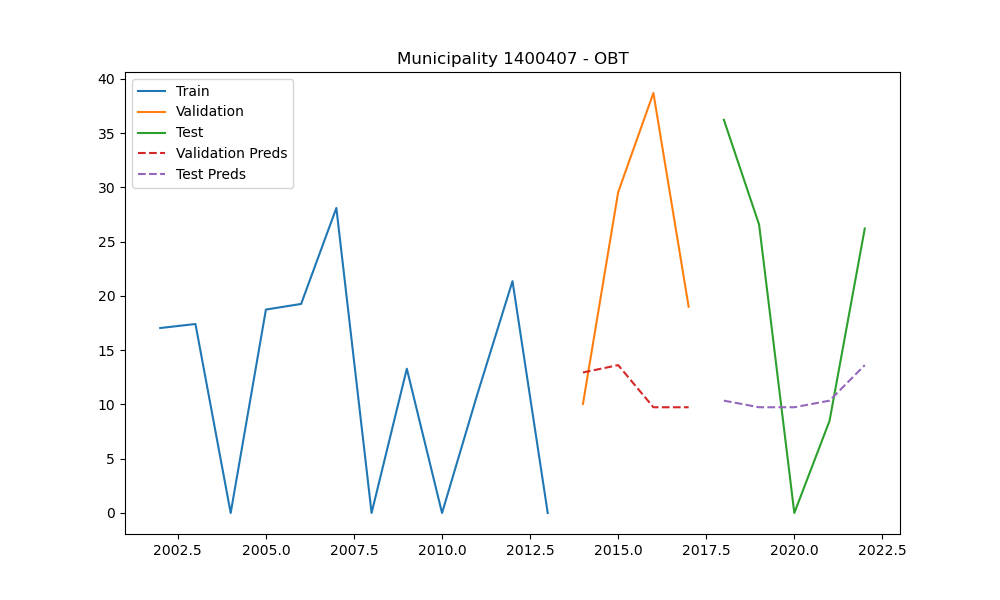 Municipality 1400407 - OBT
40
35
30
25
20
15
10
5
0
Train
Validation
Test
Validation Preds
Test Preds
2002.5 2005.0 2007.5 2010.0 2012.5 2015.0 2017.5 2020.0 2022.5